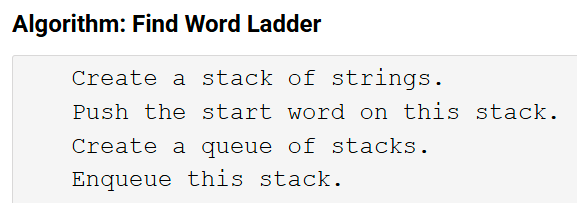 Algorithm: Find Word Ladder
Create a stack of strings.
Push the start word on this stack.
Create a queue of stacks.
Enqueue this stack.